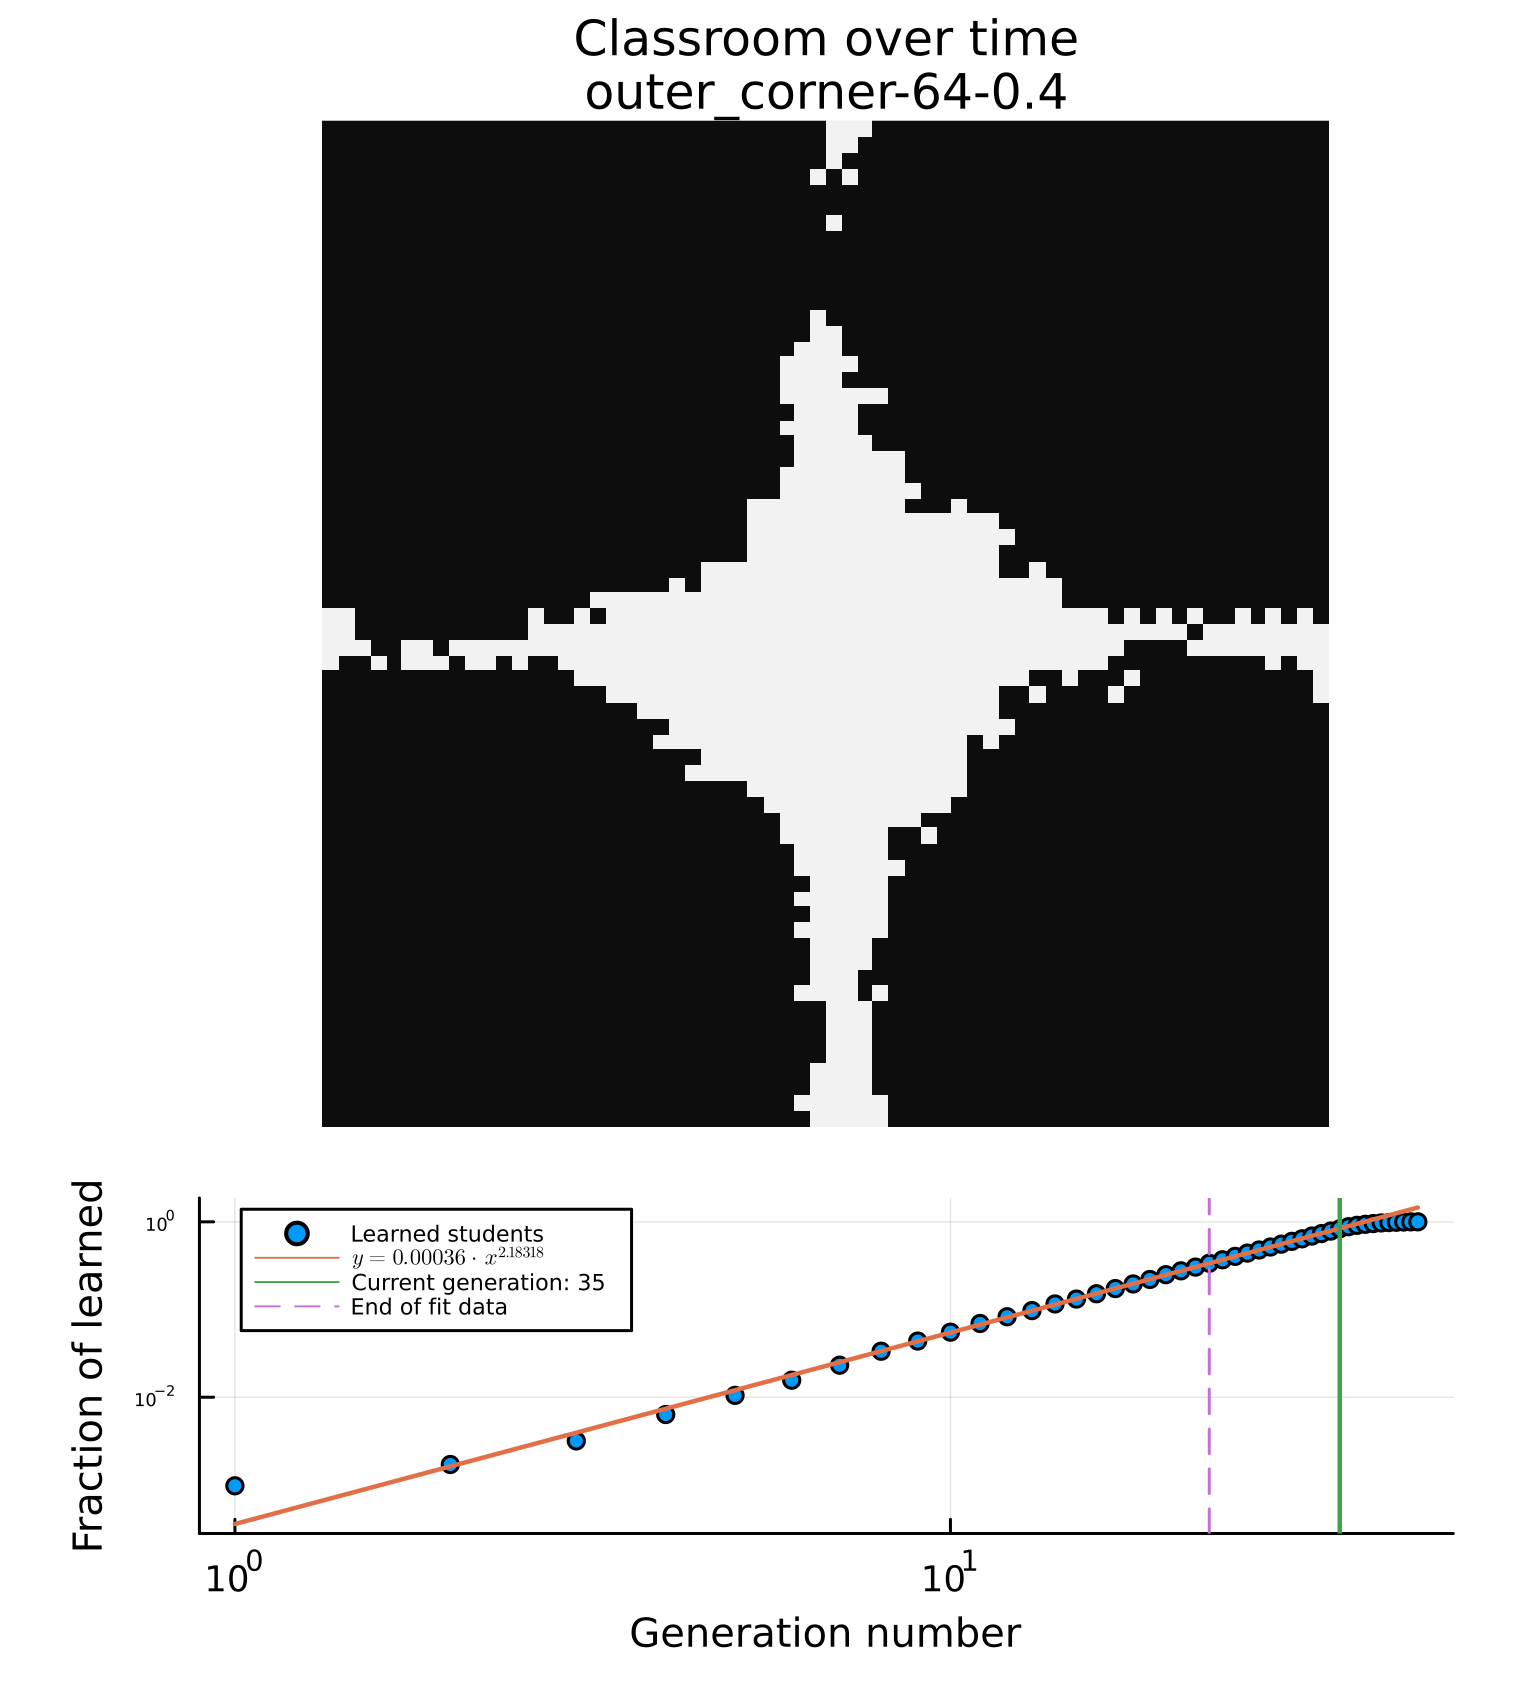 Classroom over time
outer_corner-64-0.4
Fraction of learned
10^0
10^−2
Learned students
y = 0.00036 · x^2.18318
Current generation: 35
End of fit data
10^0
10^1
Generation number